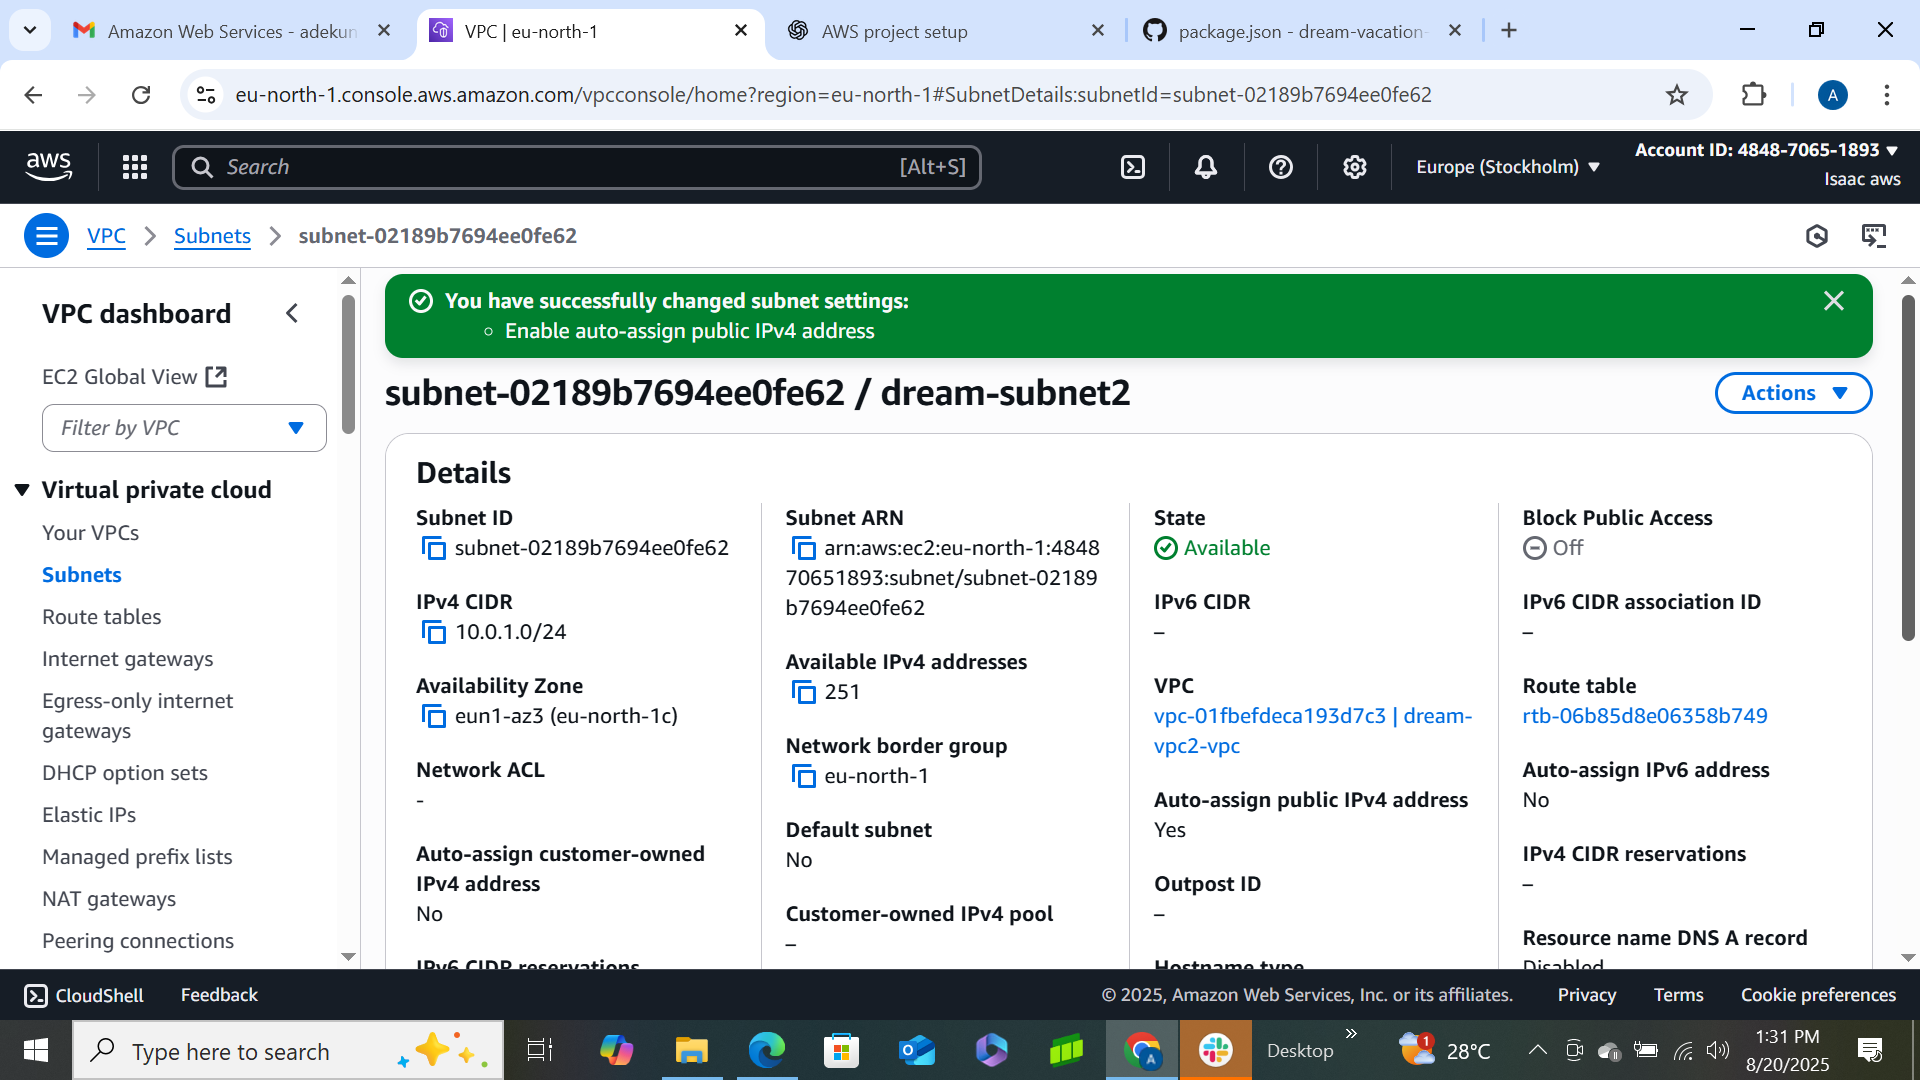 Amazon Web Services - adekun
VPC | eu-north-1
AWS project setup
package.json - dream-vacation-
eu-north-1.console.aws.amazon.com/vpcconsole/home?region=eu-north-1#SubnetDetails:subnetId=subnet-02189b7694ee0fe62
A
aws
Search
[Alt+S]
Europe (Stockholm)
Account ID: 4848-7065-1893
Isaac aws
VPC
Subnets
subnet-02189b7694ee0fe62
VPC dashboard
EC2 Global View
Filter by VPC
Virtual private cloud
Your VPCs
Subnets
Route tables
Internet gateways
Egress-only internet
gateways
DHCP option sets
Elastic IPs
Managed prefix lists
NAT gateways
Peering connections
You have successfully changed subnet settings:
Enable auto-assign public IPv4 address
subnet-02189b7694ee0fe62 / dream-subnet2
Actions
Details
Subnet ID
subnet-02189b7694ee0fe62
IPv4 CIDR
10.0.1.0/24
Availability Zone
eun1-az3 (eu-north-1c)
Network ACL
-
Auto-assign customer-owned
IPv4 address
No
IPv6 CIDR reservations
Subnet ARN
arn:aws:ec2:eu-north-1:4848
70651893:subnet/subnet-02189
b7694ee0fe62
Available IPv4 addresses
251
Network border group
eu-north-1
Default subnet
No
Customer-owned IPv4 pool
–
State
Available
IPv6 CIDR
–
VPC
vpc-01fbefdeca193d7c3 | dream-
vpc2-vpc
Auto-assign public IPv4 address
Yes
Outpost ID
–
Hostname type
Block Public Access
Off
IPv6 CIDR association ID
–
Route table
rtb-06b85d8e06358b749
Auto-assign IPv6 address
No
IPv4 CIDR reservations
–
Resource name DNS A record
Disabled
CloudShell
Feedback
© 2025, Amazon Web Services, Inc. or its affiliates.
Privacy
Terms
Cookie preferences
Type here to search
A
Desktop
1
28°C
1:31 PM
8/20/2025